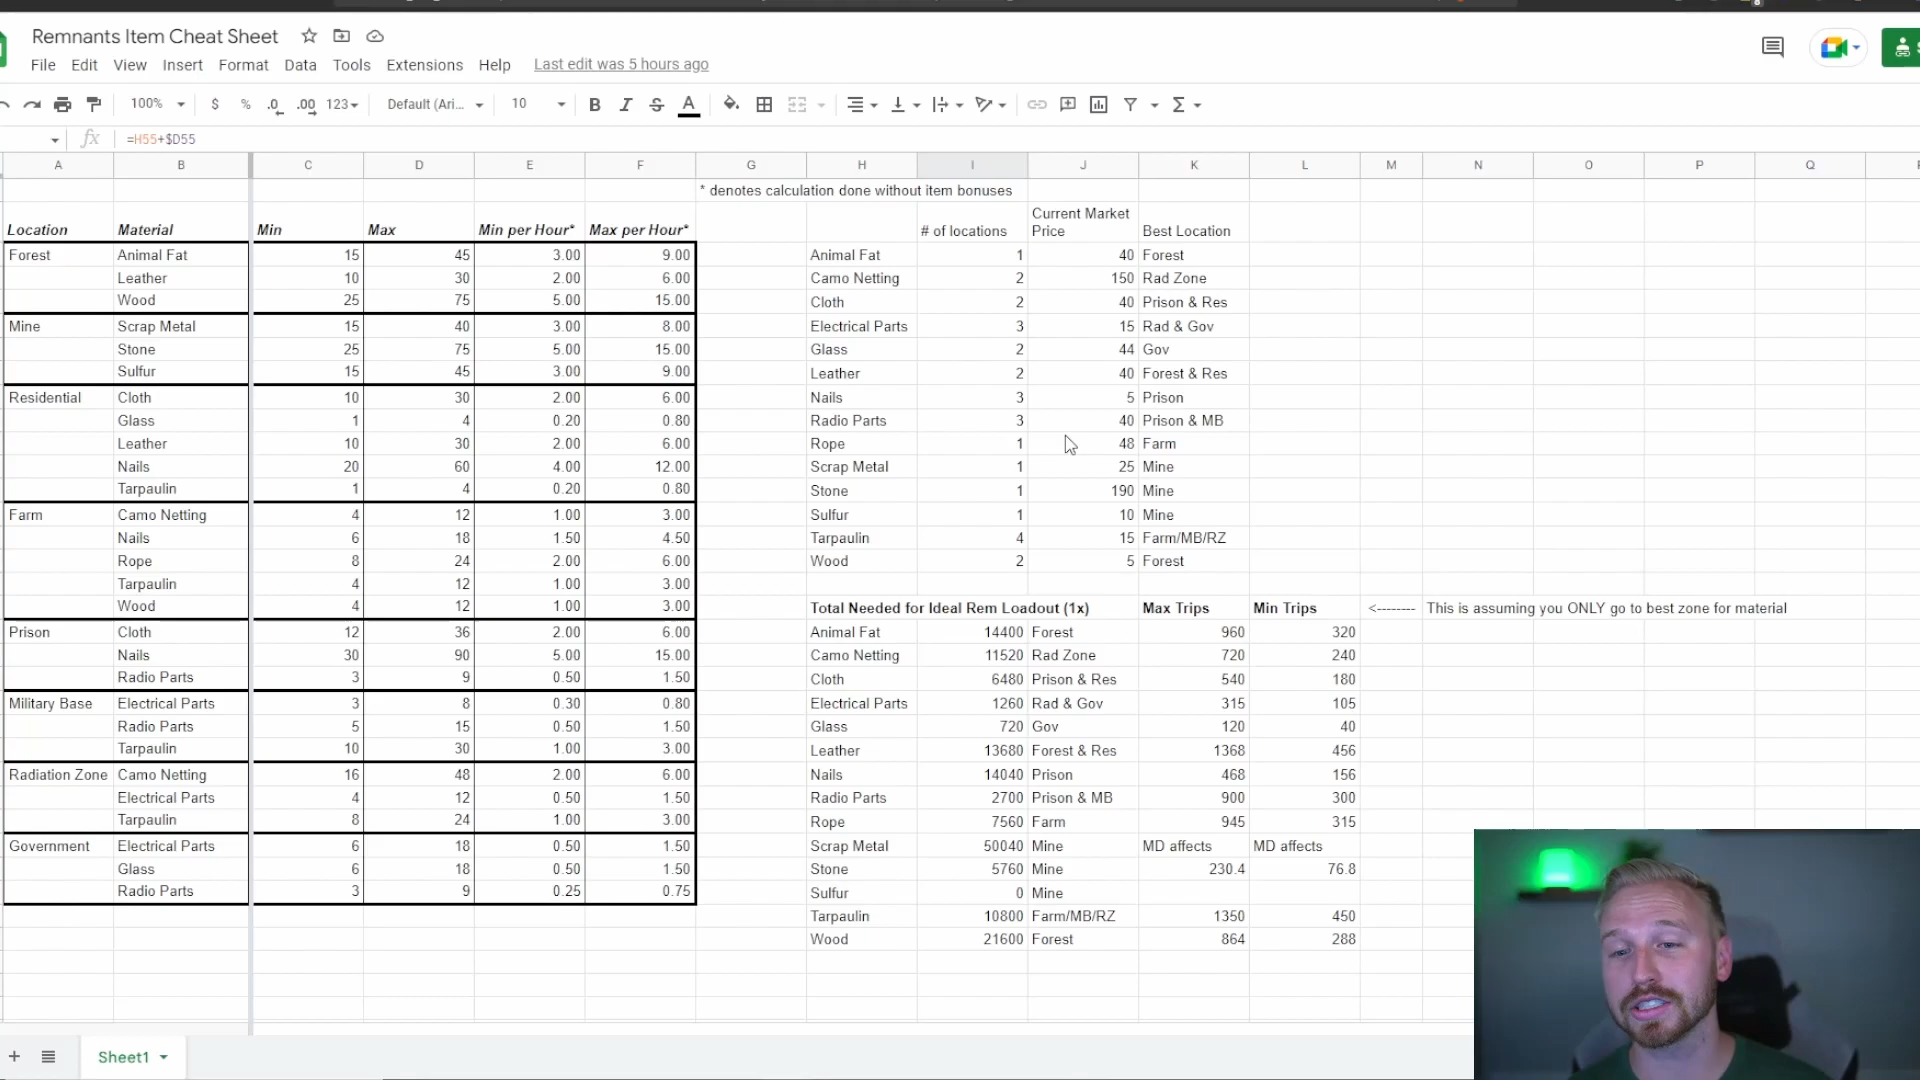 Remnants Item Cheat Sheet
File Edit View Insert Format Data Tools Extensions Help Last edit was 5 hours ago
100% $ % .0 .00 123 Default (Ari... 10 B I S A
fx =H55+$D55
A B C D E F G H I J K L M N O P Q
* denotes calculation done without item bonuses
Location Material Min Max Min per Hour* Max per Hour* # of locations Current Market Price Best Location
Forest Animal Fat 15 45 3.00 9.00 Animal Fat 1 40 Forest
Leather 10 30 2.00 6.00 Camo Netting 2 150 Rad Zone
Wood 25 75 5.00 15.00 Cloth 2 40 Prison & Res
Mine Scrap Metal 15 40 3.00 8.00 Electrical Parts 3 15 Rad & Gov
Stone 25 75 5.00 15.00 Glass 2 44 Gov
Sulfur 15 45 3.00 9.00 Leather 2 40 Forest & Res
Residential Cloth 10 30 2.00 6.00 Nails 3 5 Prison
Glass 1 4 0.20 0.80 Radio Parts 3 40 Prison & MB
Leather 10 30 2.00 6.00 Rope 1 48 Farm
Nails 20 60 4.00 12.00 Scrap Metal 1 25 Mine
Tarpaulin 1 4 0.20 0.80 Stone 1 190 Mine
Farm Camo Netting 4 12 1.00 3.00 Sulfur 1 10 Mine
Nails 6 18 1.50 4.50 Tarpaulin 4 15 Farm/MB/RZ
Rope 8 24 2.00 6.00 Wood 2 5 Forest
Tarpaulin 4 12 1.00 3.00
Wood 4 12 1.00 3.00 Total Needed for Ideal Rem Loadout (1x) Max Trips Min Trips <-------- This is assuming you ONLY go to best zone for material
Prison Cloth 12 36 2.00 6.00 Animal Fat 14400 Forest 960 320
Nails 30 90 5.00 15.00 Camo Netting 11520 Rad Zone 720 240
Radio Parts 3 9 0.50 1.50 Cloth 6480 Prison & Res 540 180
Military Base Electrical Parts 3 8 0.30 0.80 Electrical Parts 1260 Rad & Gov 315 105
Radio Parts 5 15 0.50 1.50 Glass 720 Gov 120 40
Tarpaulin 10 30 1.00 3.00 Leather 13680 Forest & Res 1368 456
Radiation Zone Camo Netting 16 48 2.00 6.00 Nails 14040 Prison 468 156
Electrical Parts 4 12 0.50 1.50 Radio Parts 2700 Prison & MB 900 300
Tarpaulin 8 24 1.00 3.00 Rope 7560 Farm 945 315
Government Electrical Parts 6 18 0.50 1.50 Scrap Metal 50040 Mine MD affects MD affects
Glass 6 18 0.50 1.50 Stone 5760 Mine 230.4 76.8
Radio Parts 3 9 0.25 0.75 Sulfur 0 Mine
Tarpaulin 10800 Farm/MB/RZ 1350 450
Wood 21600 Forest 864 288
Sheet1